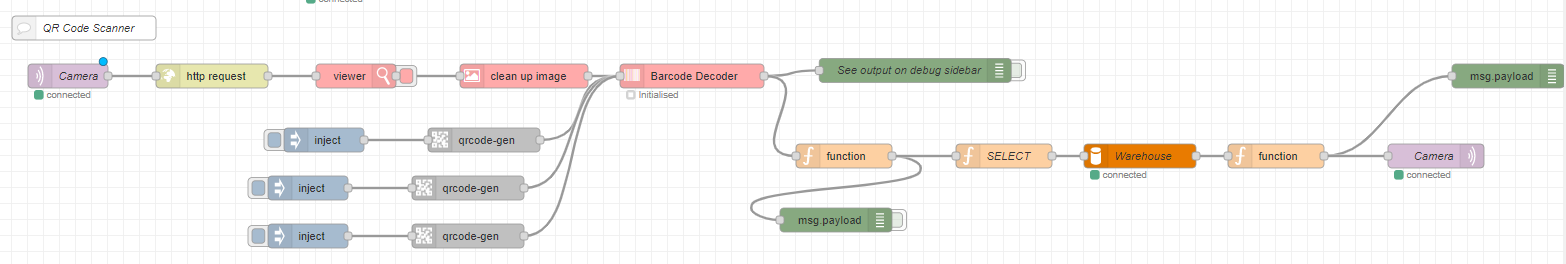 connected
QR Code Scanner
Camera
http request
viewer
clean up image
Barcode Decoder
See output on debug sidebar
msg.payload
connected
Initialised
inject
qrcode-gen
function
SELECT
Warehouse
function
Camera
connected
connected
inject
qrcode-gen
msg.payload
inject
qrcode-gen